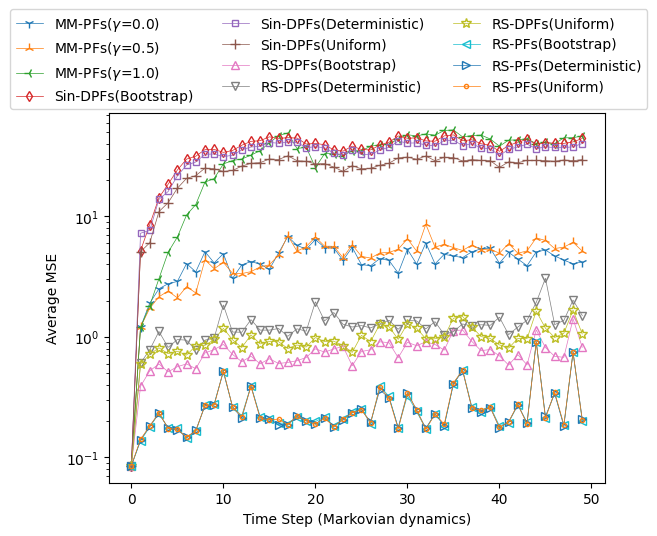 MM-PFs(γ=0.0)
MM-PFs(γ=0.5)
MM-PFs(γ=1.0)
Sin-DPFs(Bootstrap)
Sin-DPFs(Deterministic)
Sin-DPFs(Uniform)
RS-DPFs(Bootstrap)
RS-DPFs(Deterministic)
RS-DPFs(Uniform)
RS-PFs(Bootstrap)
RS-PFs(Deterministic)
RS-PFs(Uniform)
Average MSE
10¹
10⁰
10⁻¹
0 10 20 30 40 50
Time Step (Markovian dynamics)